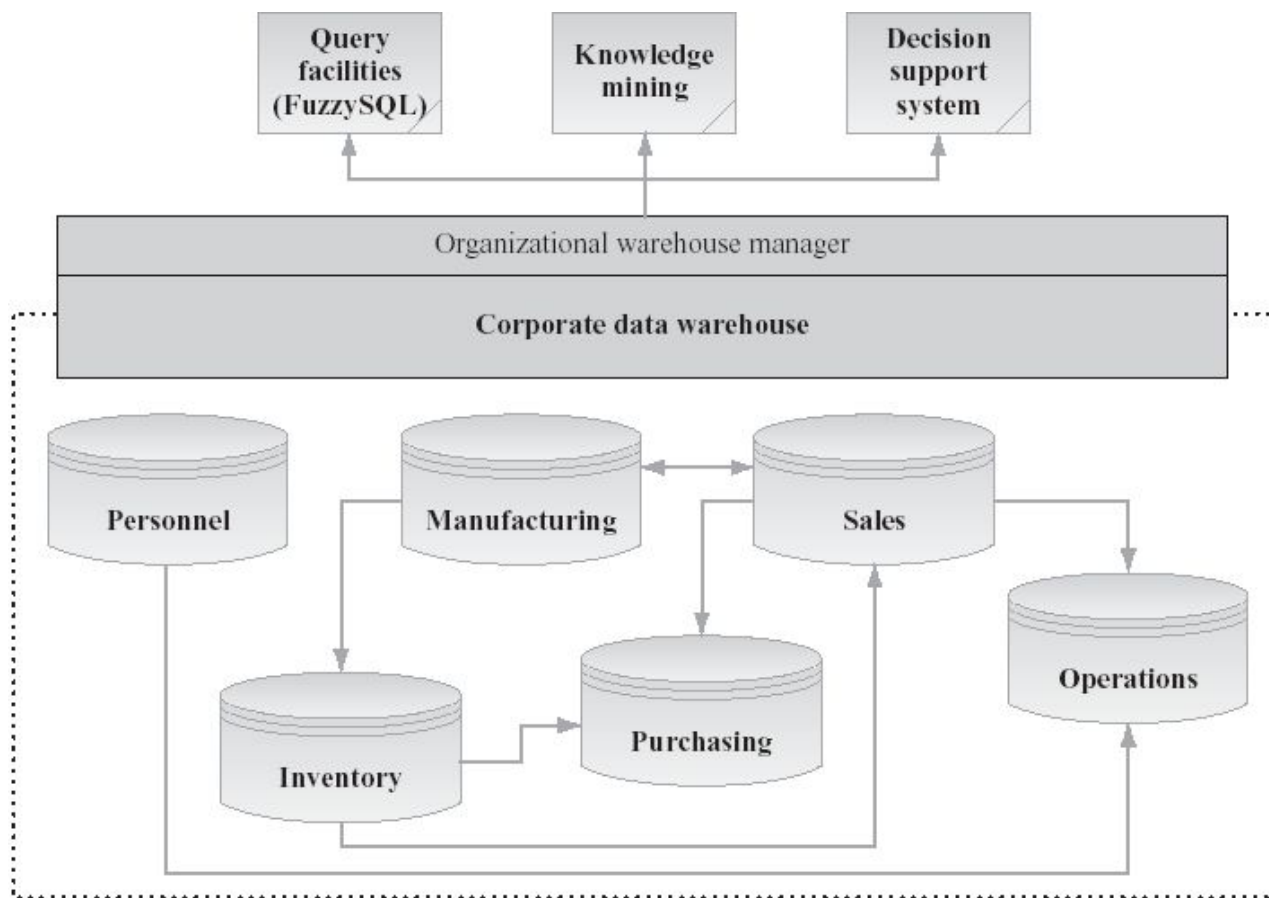 Query
facilities
(FuzzySQL)
Knowledge
mining
Decision
support
system
Organizational warehouse manager
Corporate data warehouse
Personnel
Manufacturing
Sales
Operations
Purchasing
Inventory